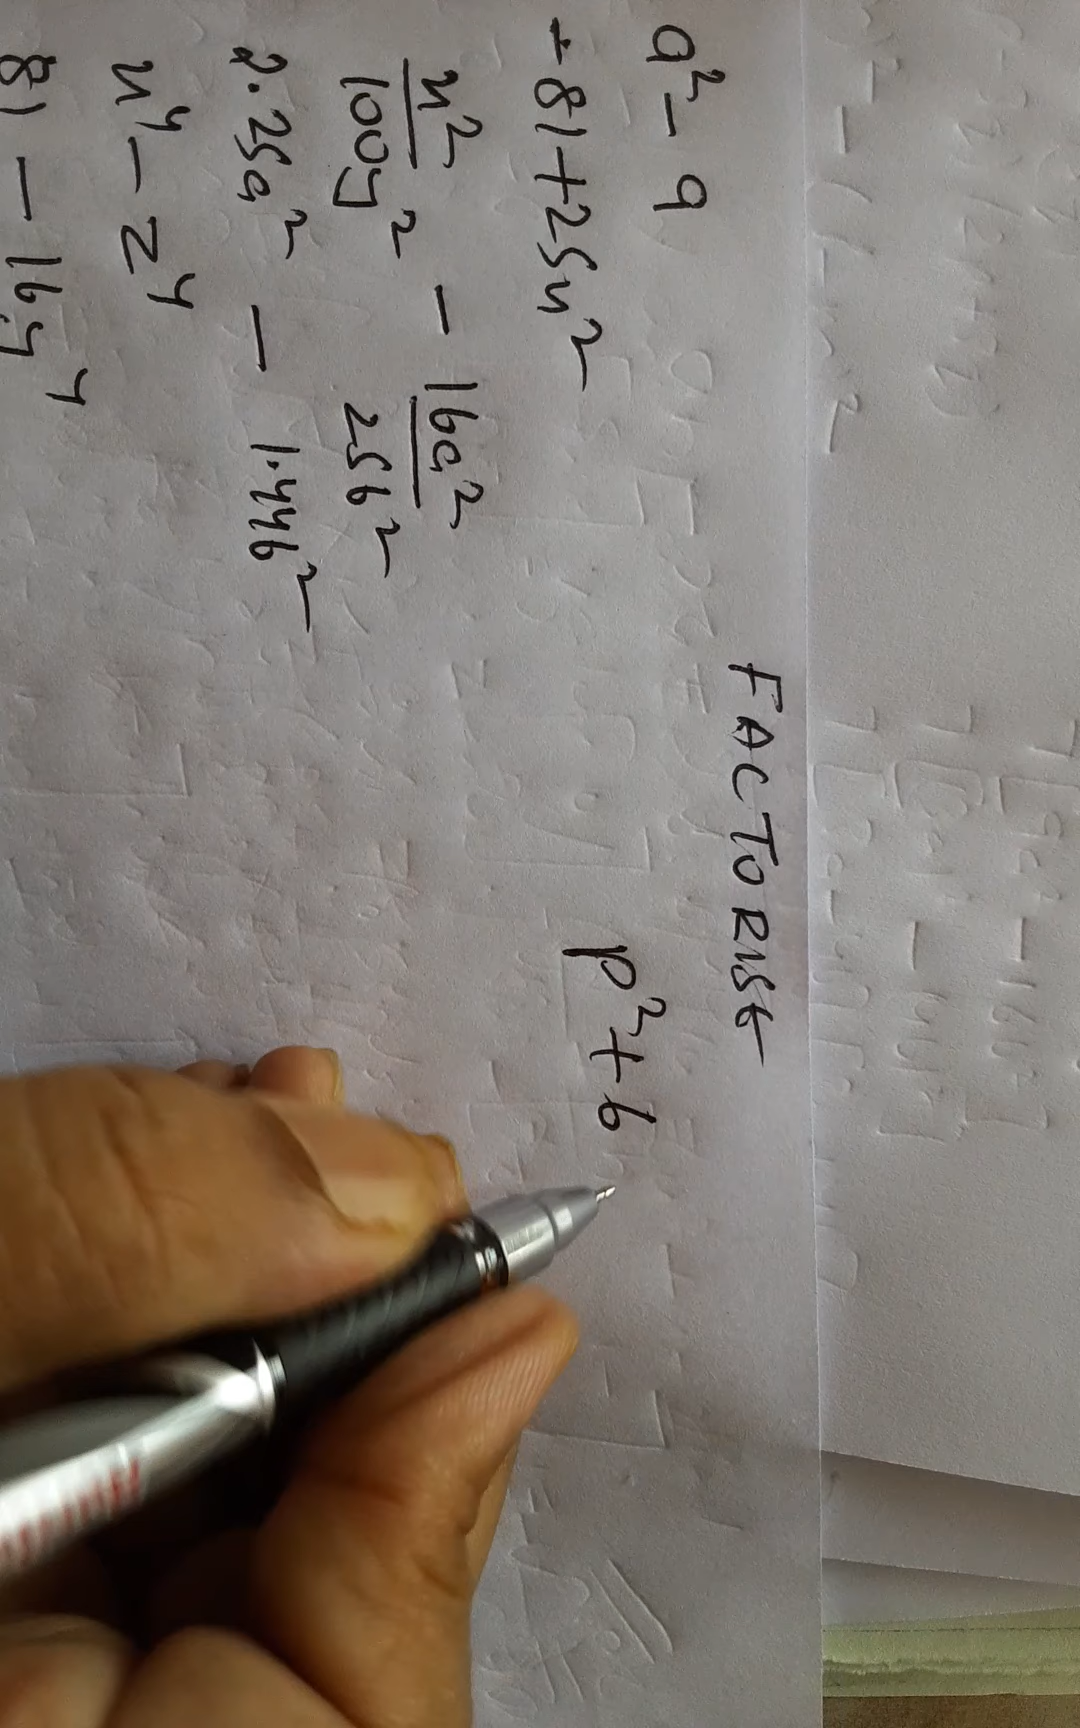 FACTORISE
a² - 9
- 81 + 25x²
x²/100y² - 16a²/25b²
2.25a² - 1.44b²
x⁴ - z⁴
81 - 16y⁴
p² + 6